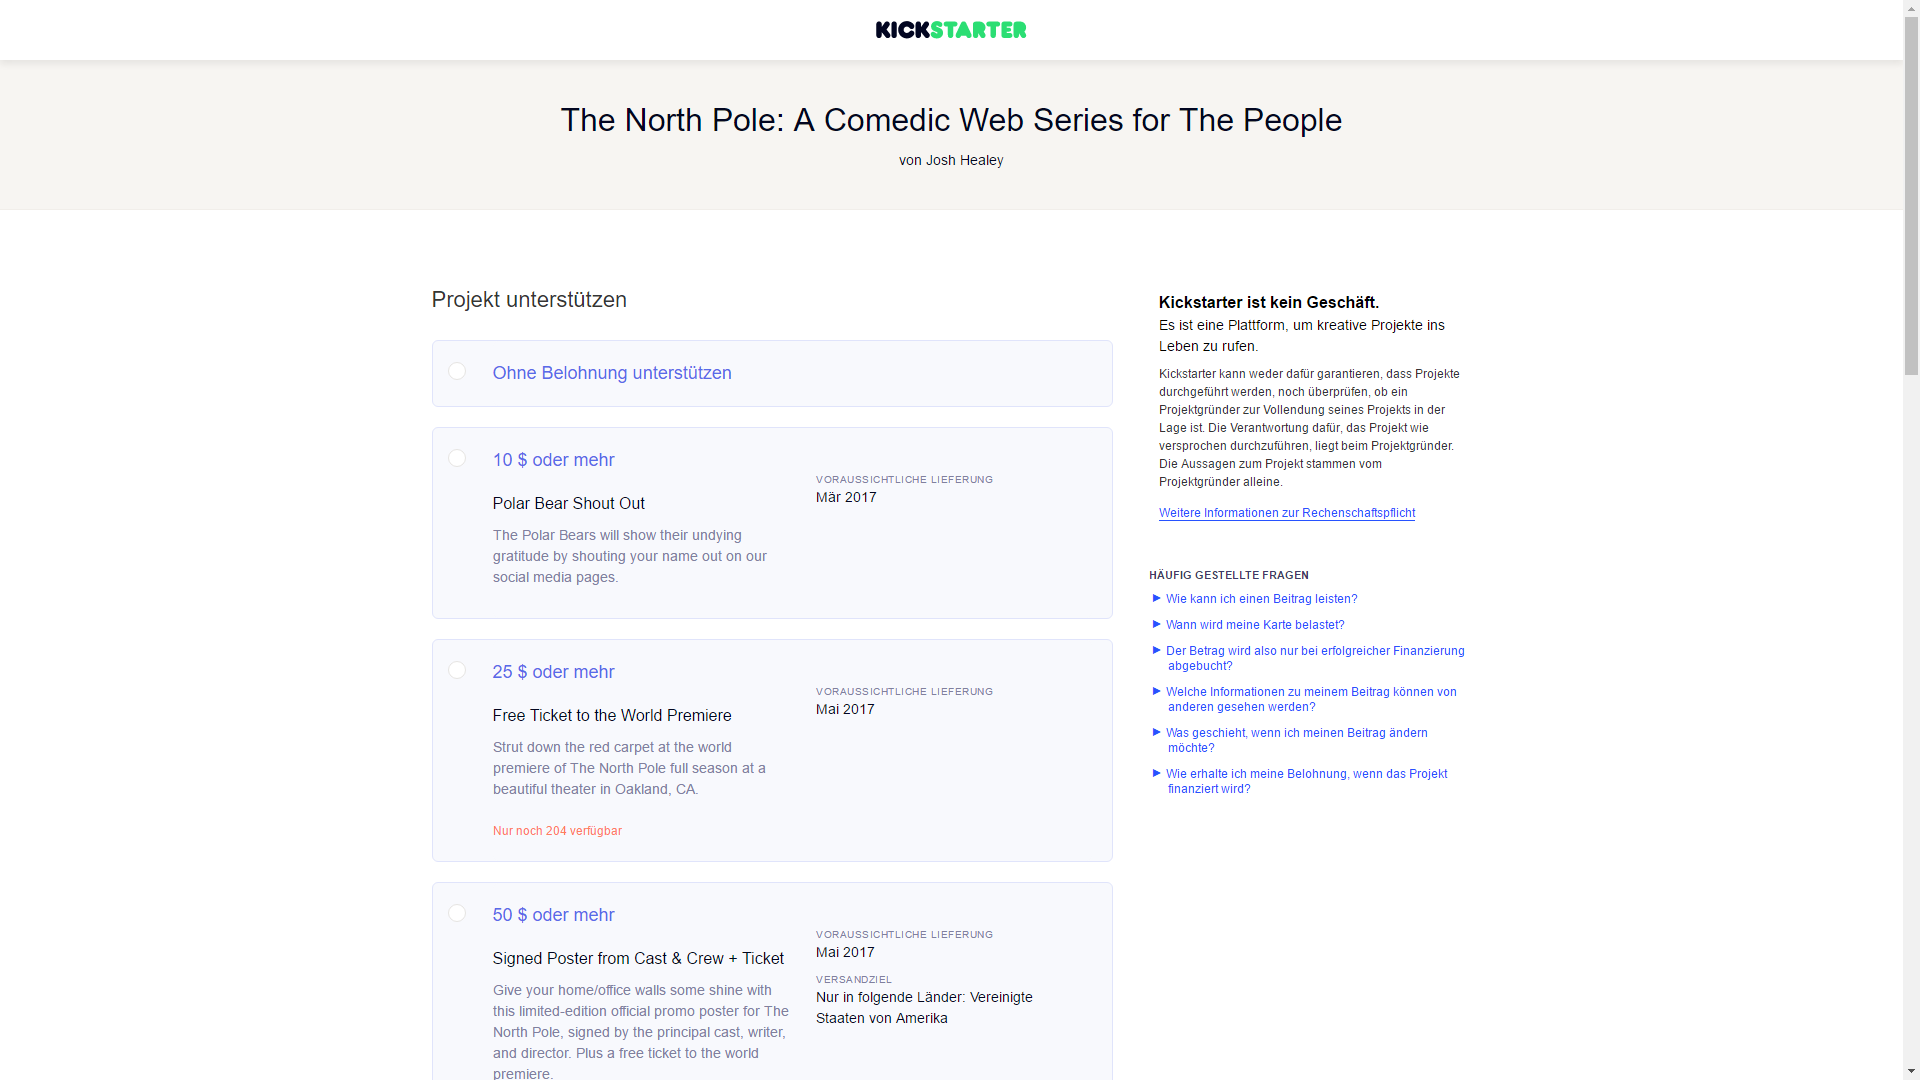 KICKSTARTER
The North Pole: A Comedic Web Series for The People
von Josh Healey
Projekt unterstützen
Ohne Belohnung unterstützen
10 $ oder mehr
Polar Bear Shout Out
The Polar Bears will show their undying
gratitude by shouting your name out on our
social media pages.
VORAUSSICHTLICHE LIEFERUNG
Mär 2017
25 $ oder mehr
Free Ticket to the World Premiere
Strut down the red carpet at the world
premiere of The North Pole full season at a
beautiful theater in Oakland, CA.
Nur noch 204 verfügbar
VORAUSSICHTLICHE LIEFERUNG
Mai 2017
50 $ oder mehr
Signed Poster from Cast & Crew + Ticket
Give your home/office walls some shine with
this limited-edition official promo poster for The
North Pole, signed by the principal cast, writer,
and director. Plus a free ticket to the world
premiere.
VORAUSSICHTLICHE LIEFERUNG
Mai 2017
VERSANDZIEL
Nur in folgende Länder: Vereinigte
Staaten von Amerika
Kickstarter ist kein Geschäft.
Es ist eine Plattform, um kreative Projekte ins
Leben zu rufen.
Kickstarter kann weder dafür garantieren, dass Projekte
durchgeführt werden, noch überprüfen, ob ein
Projektgründer zur Vollendung seines Projekts in der
Lage ist. Die Verantwortung dafür, das Projekt wie
versprochen durchzuführen, liegt beim Projektgründer.
Die Aussagen zum Projekt stammen vom
Projektgründer alleine.
Weitere Informationen zur Rechenschaftspflicht
HÄUFIG GESTELLTE FRAGEN
Wie kann ich einen Beitrag leisten?
Wann wird meine Karte belastet?
Der Betrag wird also nur bei erfolgreicher Finanzierung
abgebucht?
Welche Informationen zu meinem Beitrag können von
anderen gesehen werden?
Was geschieht, wenn ich meinen Beitrag ändern
möchte?
Wie erhalte ich meine Belohnung, wenn das Projekt
finanziert wird?